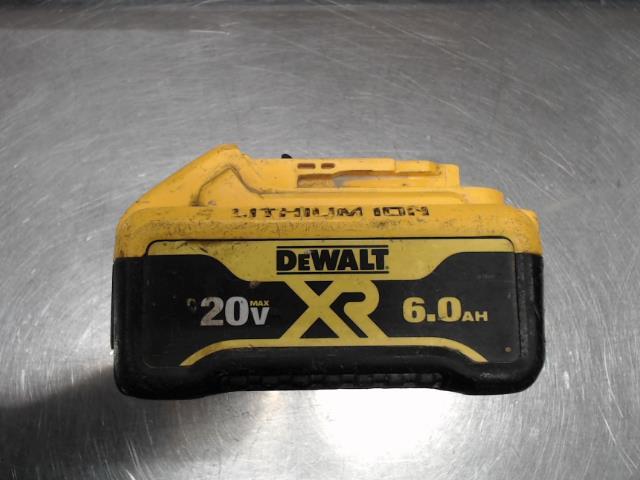 LITHIUM ION
DEWALT
20V MAX
XR
6.0AH